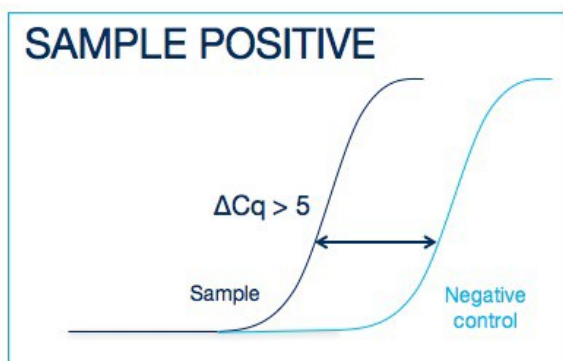 SAMPLE POSITIVE
ΔCq > 5
Sample
Negative
control